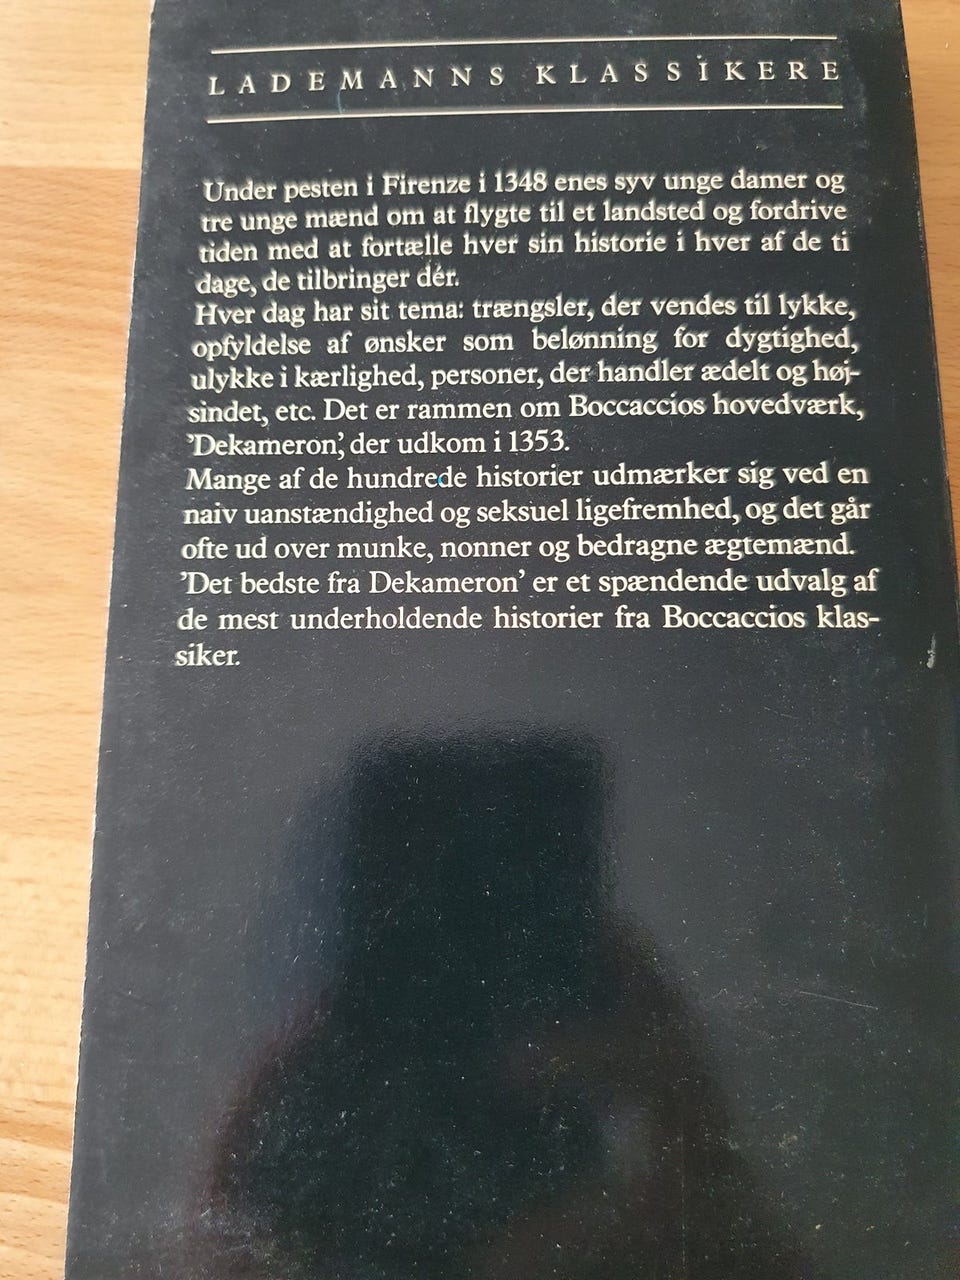 LADEMANNS KLASSIKERE
Under pesten i Firenze i 1348 enes syv unge damer og
tre unge mænd om at flygte til et landsted og fordrive
tiden med at fortælle hver sin historie i hver af de ti
dage, de tilbringer dér.
Hver dag har sit tema: trængsler, der vendes til lykke,
opfyldelse af ønsker som belønning for dygtighed,
ulykke i kærlighed, personer, der handler ædelt og høj-
sindet, etc. Det er rammen om Boccaccios hovedværk,
’Dekameron’, der udkom i 1353.
Mange af de hundrede historier udmærker sig ved en
naiv uanstændighed og seksuel ligefremhed, og det går
ofte ud over munke, nonner og bedragne ægtemænd.
’Det bedste fra Dekameron’ er et spændende udvalg af
de mest underholdende historier fra Boccaccios klas-
siker.